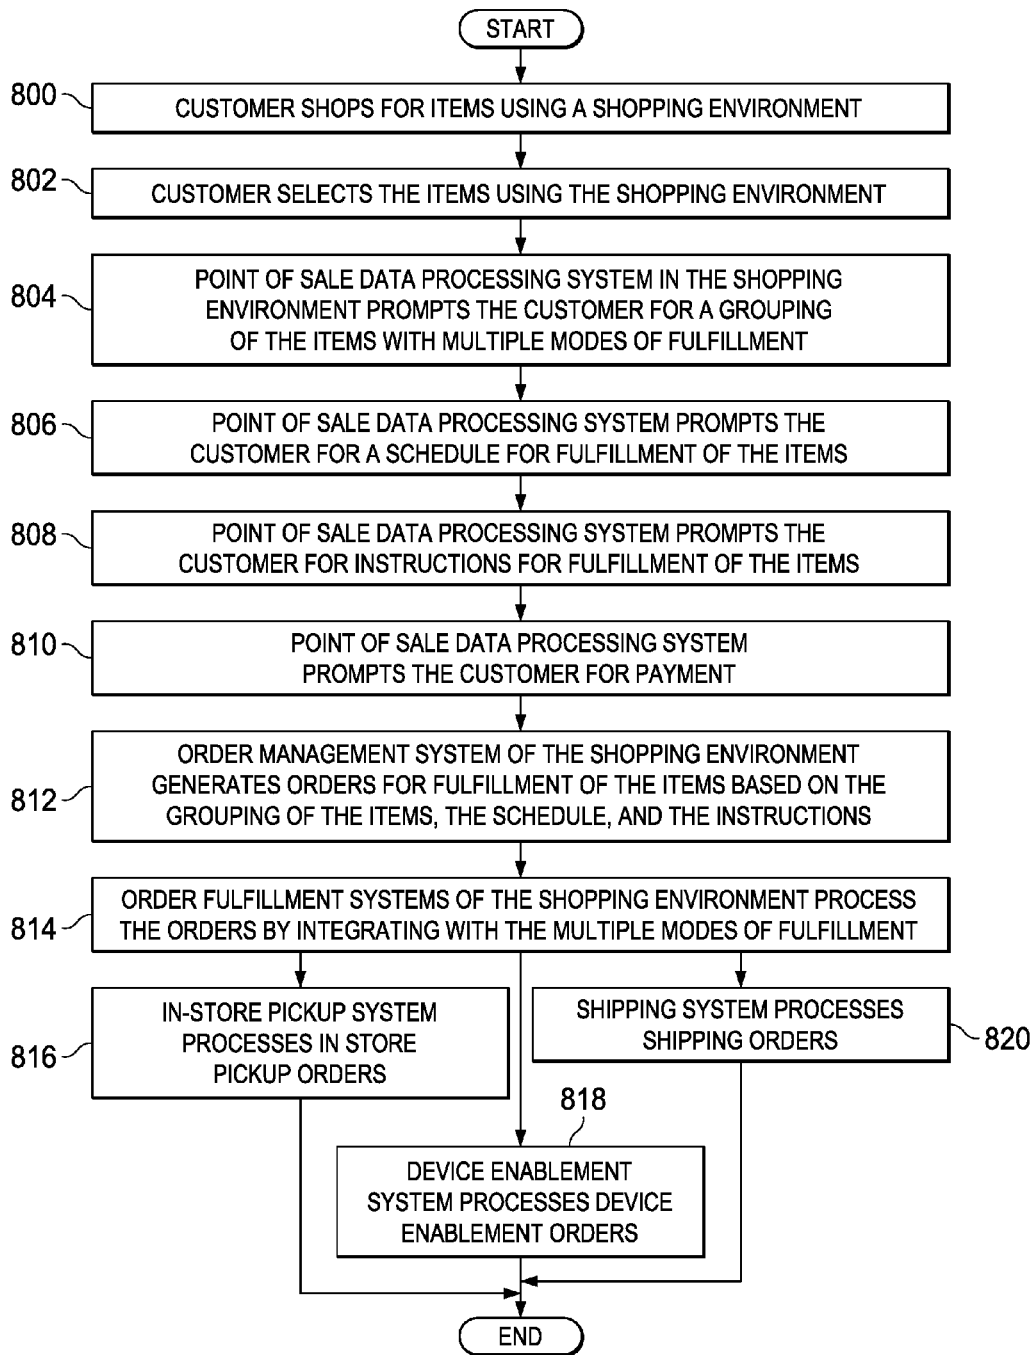 START
800
CUSTOMER SHOPS FOR ITEMS USING A SHOPPING ENVIRONMENT
802
CUSTOMER SELECTS THE ITEMS USING THE SHOPPING ENVIRONMENT
804
POINT OF SALE DATA PROCESSING SYSTEM IN THE SHOPPING
ENVIRONMENT PROMPTS THE CUSTOMER FOR A GROUPING
OF THE ITEMS WITH MULTIPLE MODES OF FULFILLMENT
806
POINT OF SALE DATA PROCESSING SYSTEM PROMPTS THE
CUSTOMER FOR A SCHEDULE FOR FULFILLMENT OF THE ITEMS
808
POINT OF SALE DATA PROCESSING SYSTEM PROMPTS THE
CUSTOMER FOR INSTRUCTIONS FOR FULFILLMENT OF THE ITEMS
810
POINT OF SALE DATA PROCESSING SYSTEM
PROMPTS THE CUSTOMER FOR PAYMENT
812
ORDER MANAGEMENT SYSTEM OF THE SHOPPING ENVIRONMENT
GENERATES ORDERS FOR FULFILLMENT OF THE ITEMS BASED ON THE
GROUPING OF THE ITEMS, THE SCHEDULE, AND THE INSTRUCTIONS
814
ORDER FULFILLMENT SYSTEMS OF THE SHOPPING ENVIRONMENT PROCESS
THE ORDERS BY INTEGRATING WITH THE MULTIPLE MODES OF FULFILLMENT
816
IN-STORE PICKUP SYSTEM
PROCESSES IN STORE
PICKUP ORDERS
SHIPPING SYSTEM PROCESSES
SHIPPING ORDERS
820
818
DEVICE ENABLEMENT
SYSTEM PROCESSES DEVICE
ENABLEMENT ORDERS
END